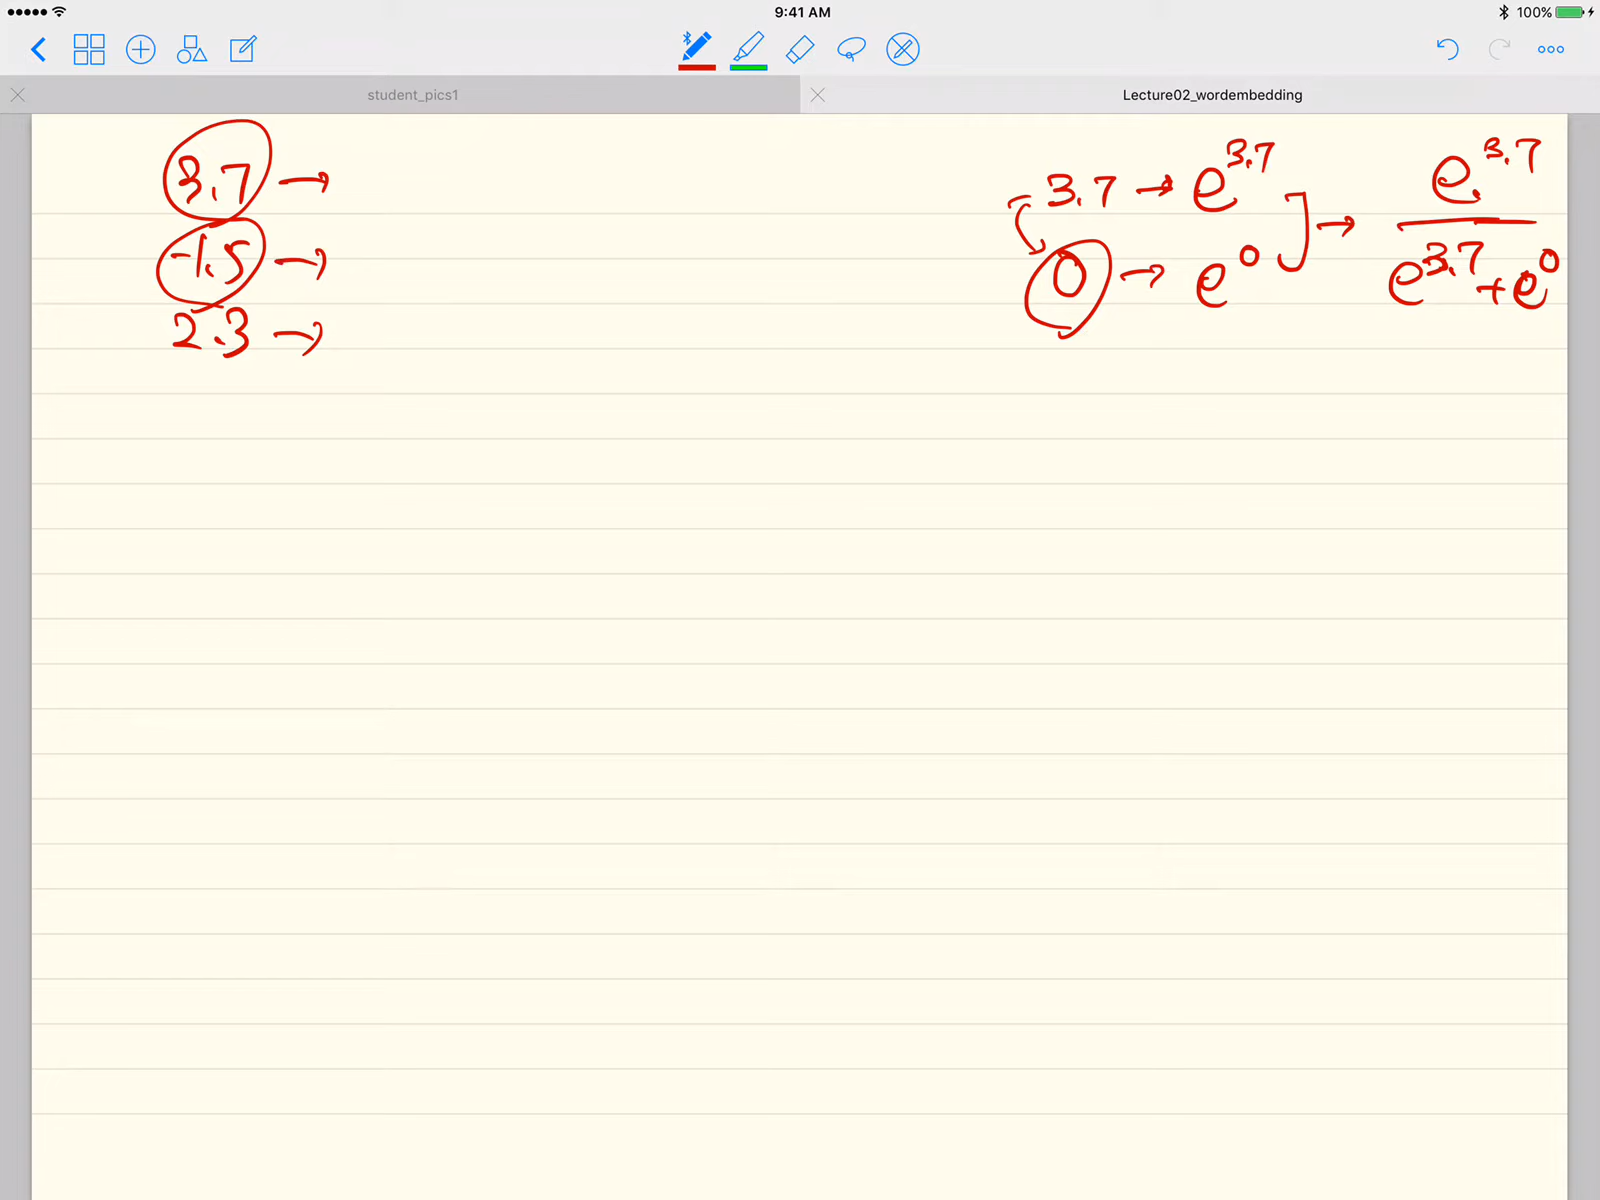 9:41 AM
100%
student_pics1
Lecture02_wordembedding
3.7 →
-1.5 →
2.3 →
3.7 → e^3.7
0 → e^0
] → e^3.7 / e^3.7 + e^0